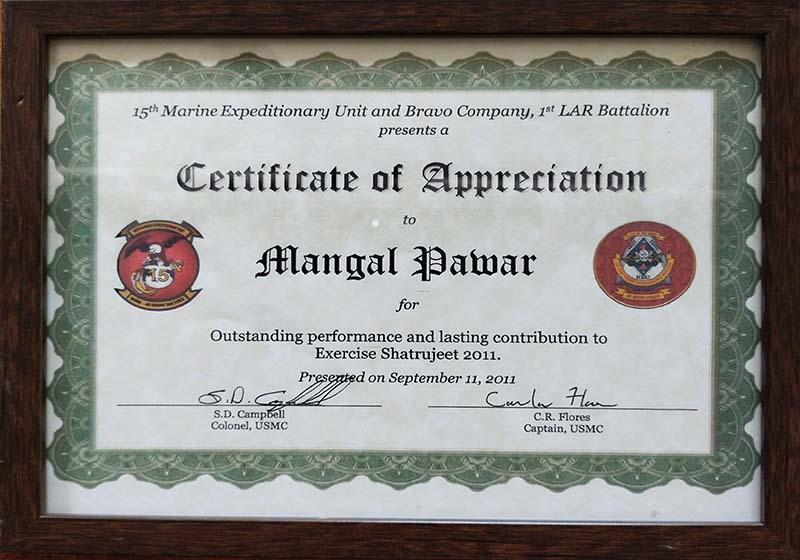 15th Marine Expeditionary Unit and Bravo Company, 1st LAR Battalion
presents a
Certificate of Appreciation
to
Mangal Pawar
15
for
Outstanding performance and lasting contribution to
Exercise Shatrujeet 2011.
Presented on September 11, 2011
S.D. Campbell
Colonel, USMC
C.R. Flores
Captain, USMC